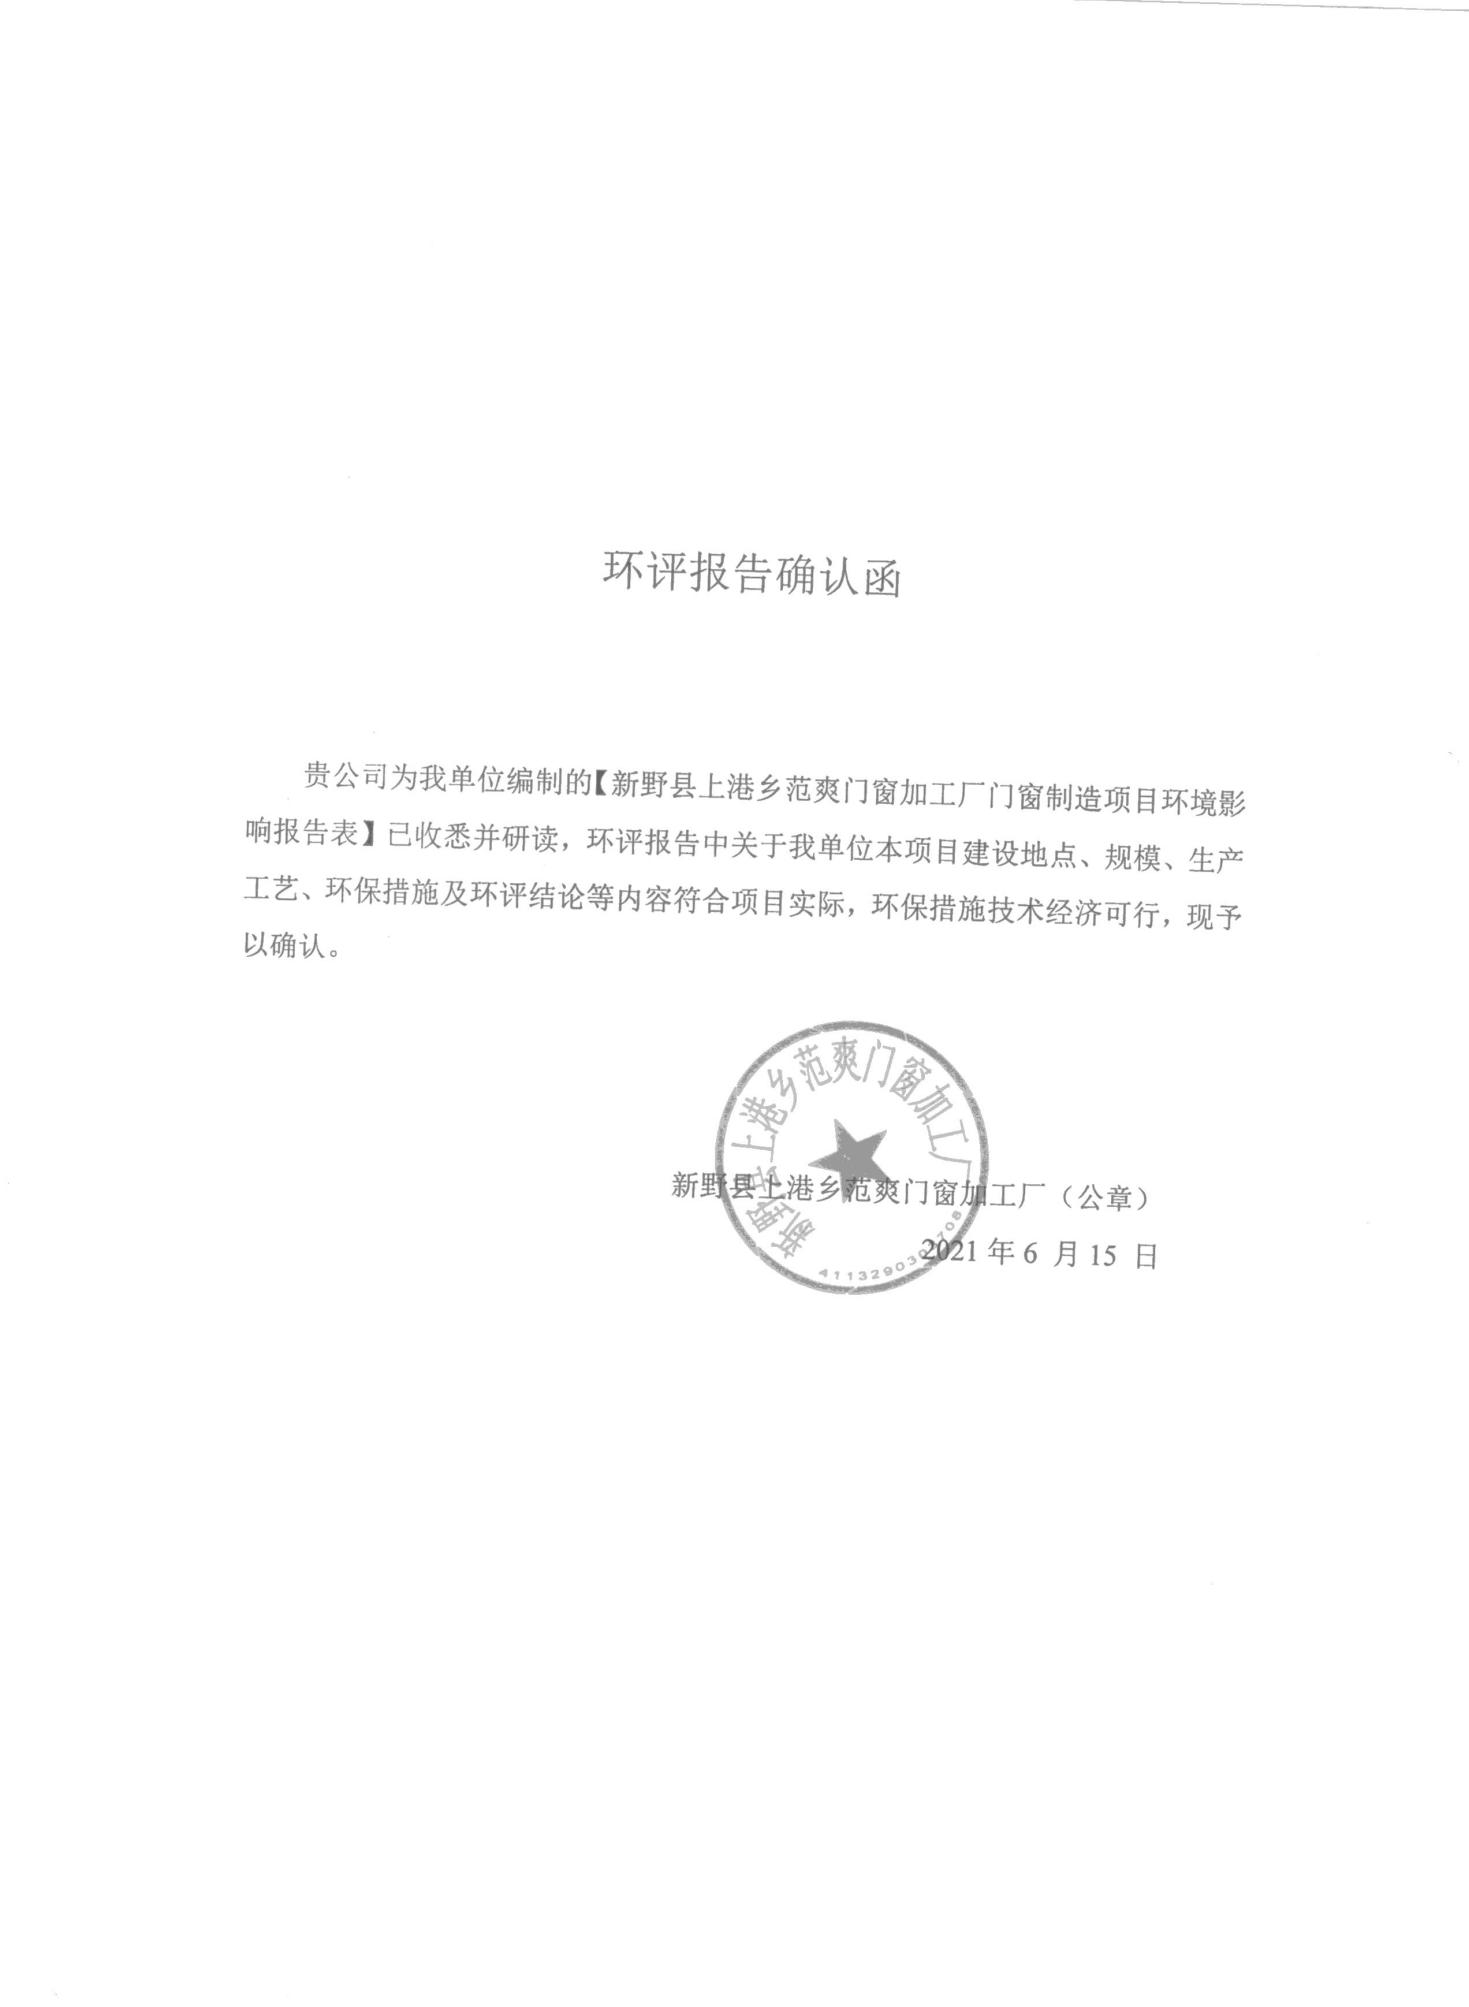 环评报告确认函
贵公司为我单位编制的【新野县上港乡范爽门窗加工厂门窗制造项目环境影
响报告表】已收悉并研读，环评报告中关于我单位本项目建设地点、规模、生产
工艺、环保措施及环评结论等内容符合项目实际，环保措施技术经济可行，现予
以确认。
新野县上港乡范爽门窗加工厂
新野县上港乡范爽门窗加工厂（公章）
2021年6 月15 日